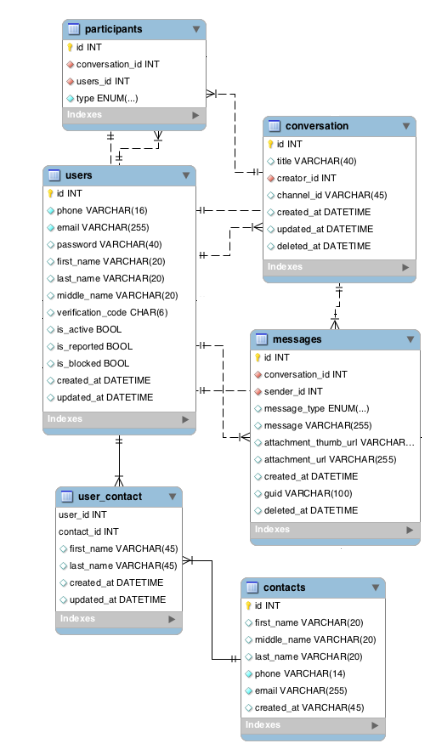 participants
id INT
conversation_id INT
users_id INT
type ENUM(...)
Indexes
conversation
id INT
title VARCHAR(40)
creator_id INT
channel_id VARCHAR(45)
created_at DATETIME
updated_at DATETIME
deleted_at DATETIME
Indexes
users
id INT
phone VARCHAR(16)
email VARCHAR(255)
password VARCHAR(40)
first_name VARCHAR(20)
last_name VARCHAR(20)
middle_name VARCHAR(20)
verification_code CHAR(6)
is_active BOOL
is_reported BOOL
is_blocked BOOL
created_at DATETIME
updated_at DATETIME
Indexes
messages
id INT
conversation_id INT
sender_id INT
message_type ENUM(...)
message VARCHAR(255)
attachment_thumb_url VARCHAR...
attachment_url VARCHAR(255)
created_at DATETIME
guid VARCHAR(100)
deleted_at DATETIME
Indexes
user_contact
user_id INT
contact_id INT
first_name VARCHAR(45)
last_name VARCHAR(45)
created_at DATETIME
updated_at DATETIME
Indexes
contacts
id INT
first_name VARCHAR(20)
middle_name VARCHAR(20)
last_name VARCHAR(20)
phone VARCHAR(14)
email VARCHAR(255)
created_at VARCHAR(45)
Indexes